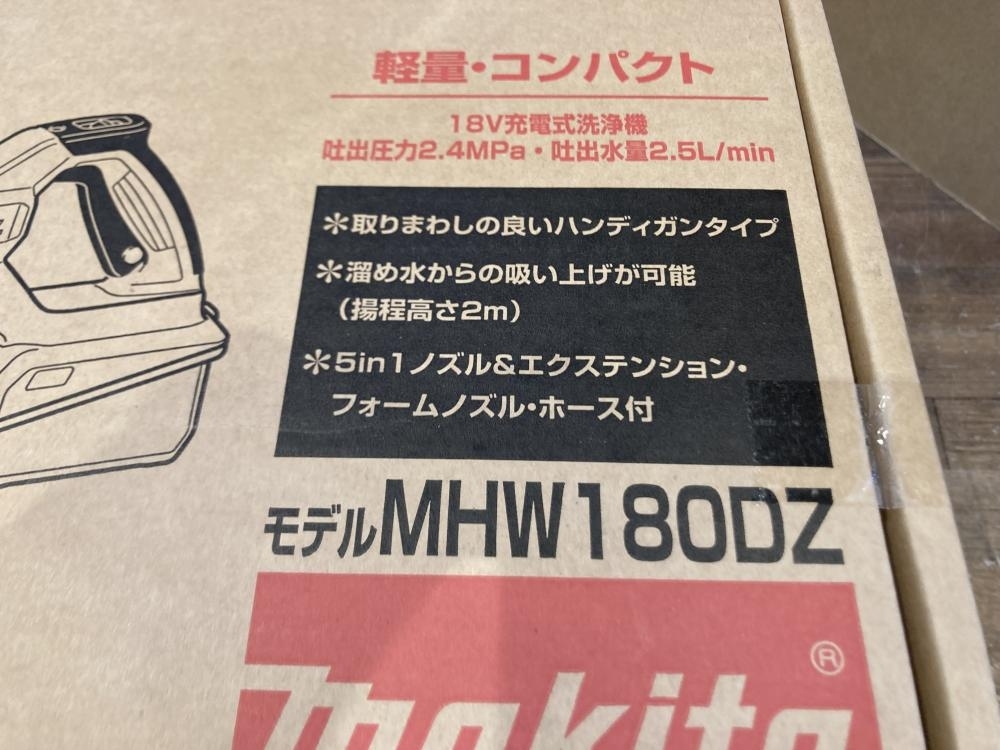 軽量・コンパクト
18V充電式洗浄機
吐出圧力2.4MPa・吐出水量2.5L/min
＊取りまわしの良いハンディガンタイプ
＊溜め水からの吸い上げが可能
（揚程高さ2m）
＊5in1ノズル&エクステンション・
フォームノズル・ホース付
モデルMHW180DZ
makita®